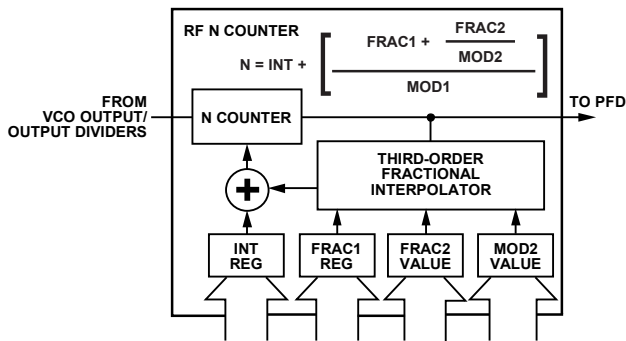 RF N COUNTER
N = INT +
FRAC1 +
FRAC2
MOD2
MOD1
FROM
VCO OUTPUT/
OUTPUT DIVIDERS
N COUNTER
TO PFD
THIRD-ORDER
FRACTIONAL
INTERPOLATOR
+
INT
REG
FRAC1
REG
FRAC2
VALUE
MOD2
VALUE